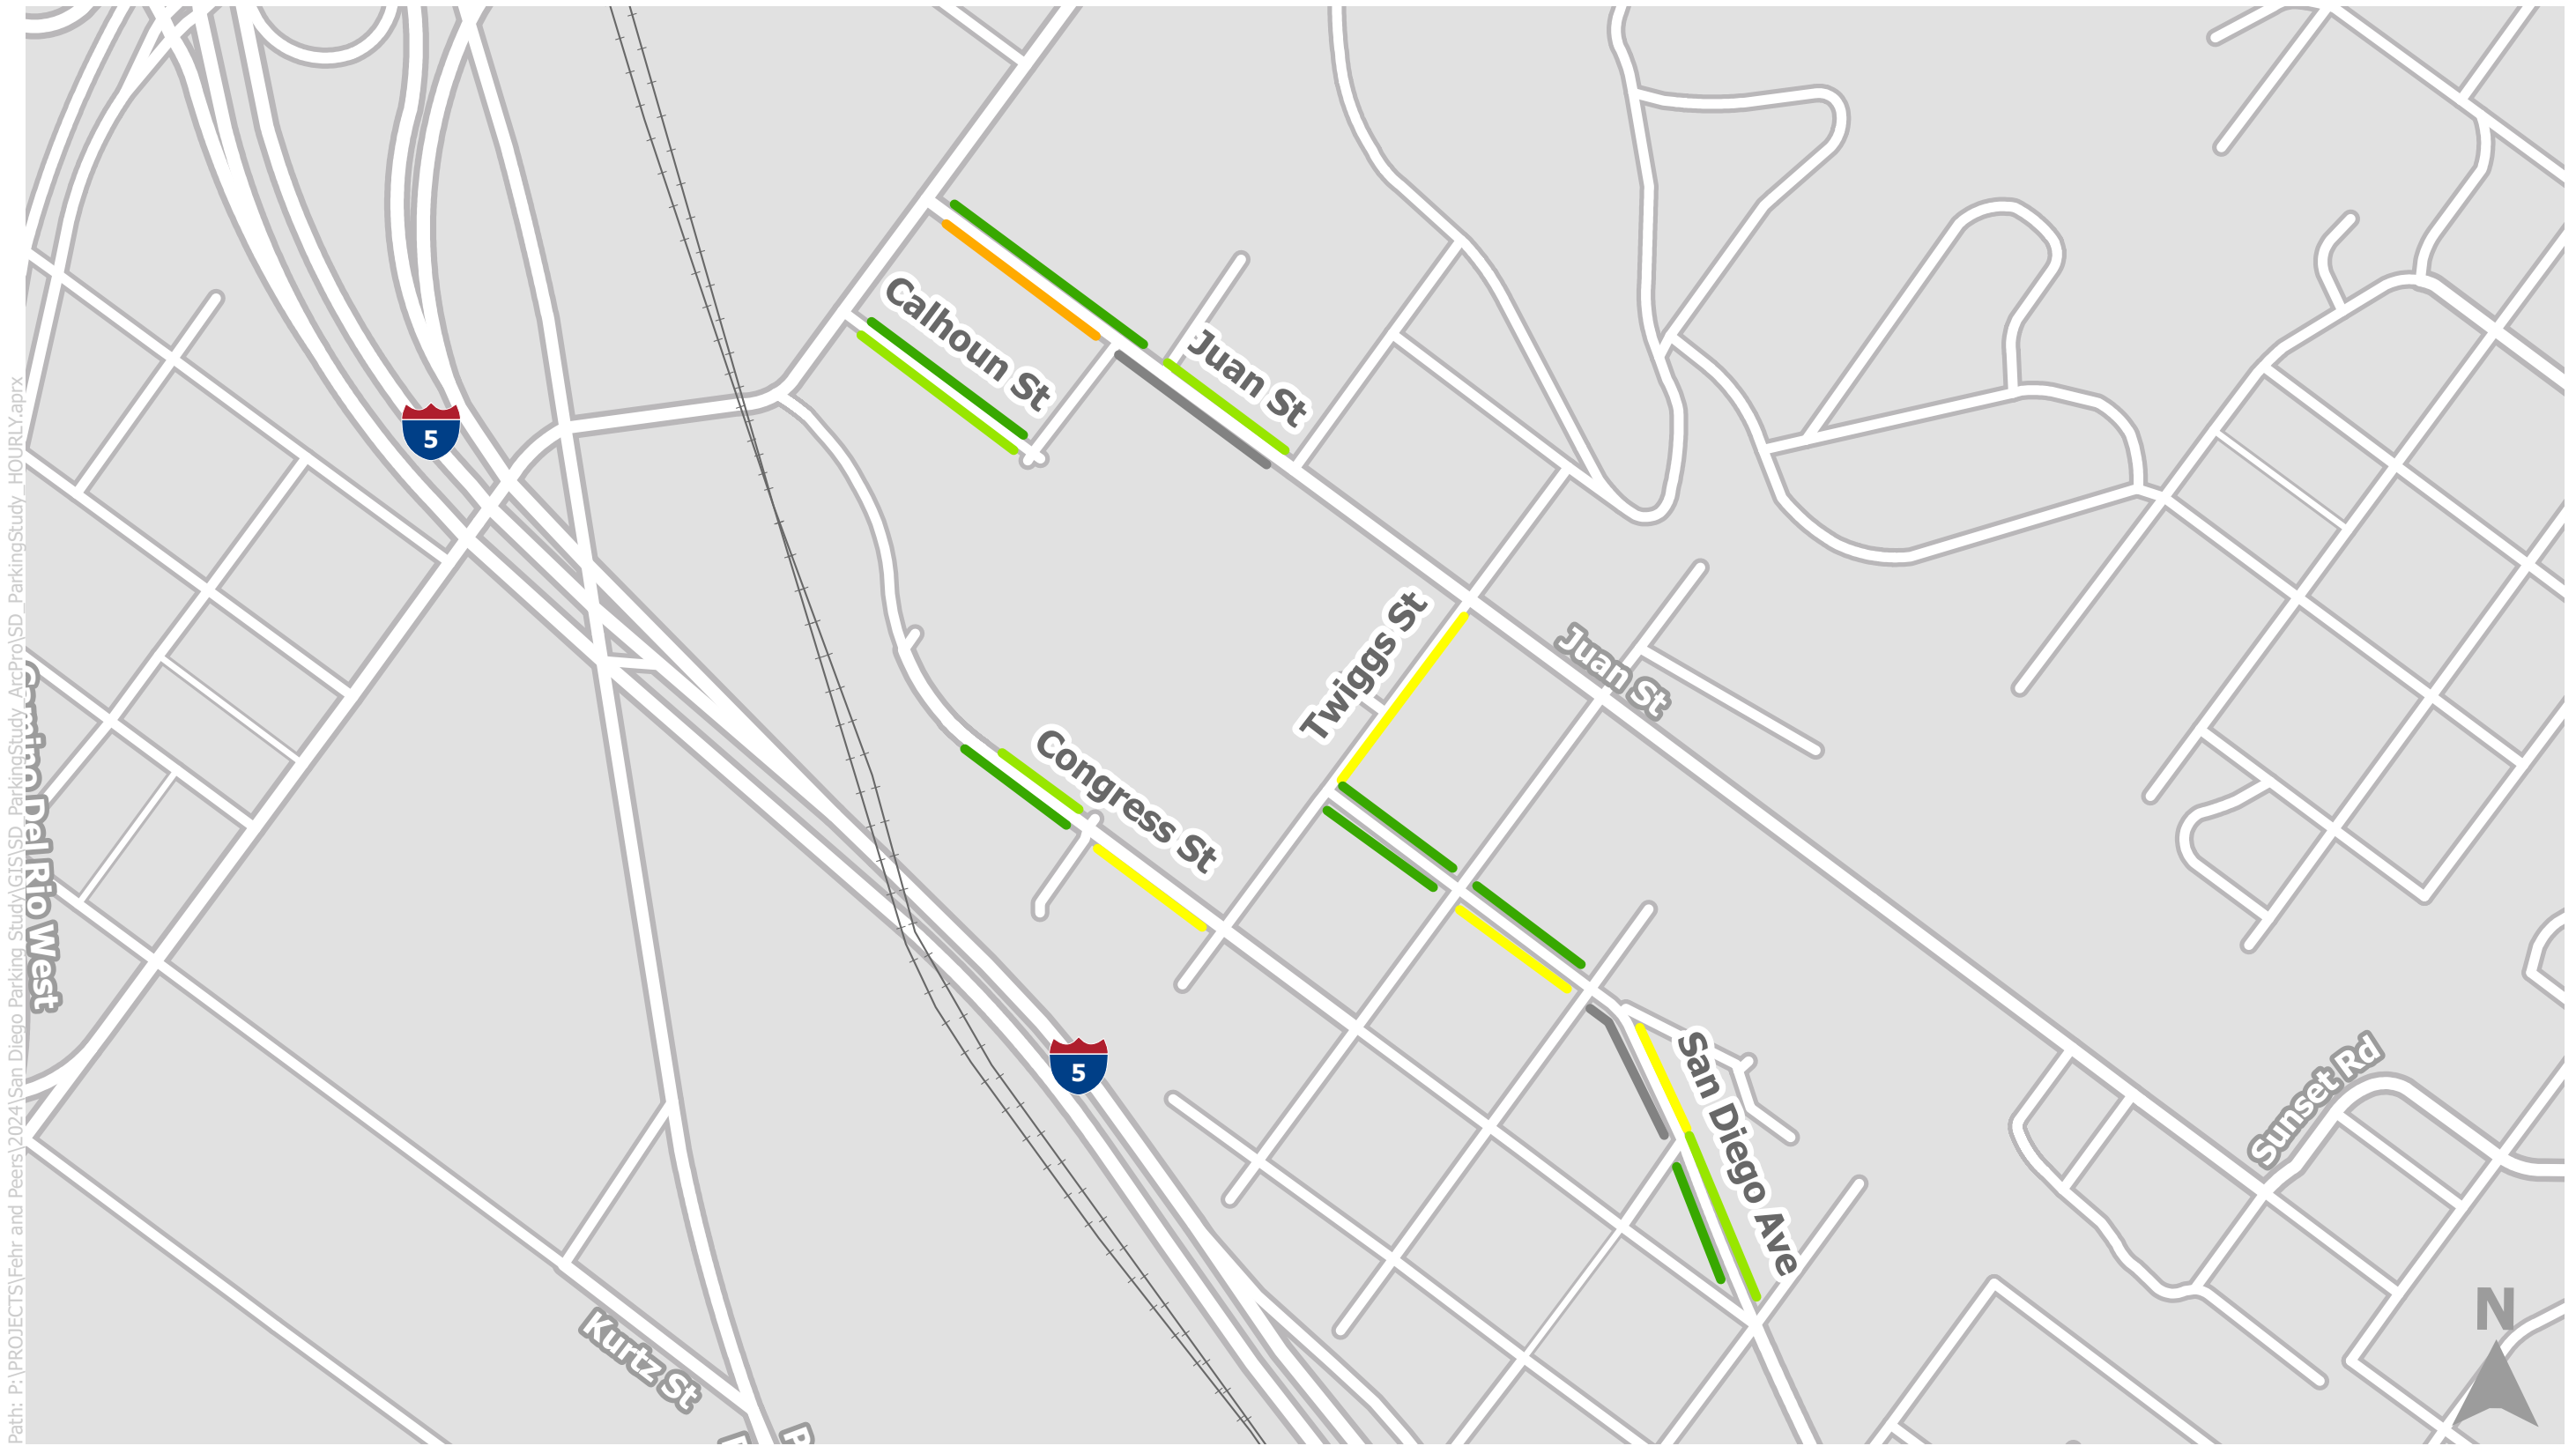 Calhoun St
Juan St
5
Twiggs St
Juan St
Congress St
Camino Del Rio West
5
San Diego Ave
Sunset Rd
N
Kurtz St
Path: P:\PROJECTS\Fehr and Peers\2024\San Diego Parking Study\GIS\SD_ParkingStudy_ArcPro\SD_ParkingStudy_HOURLY.aprx